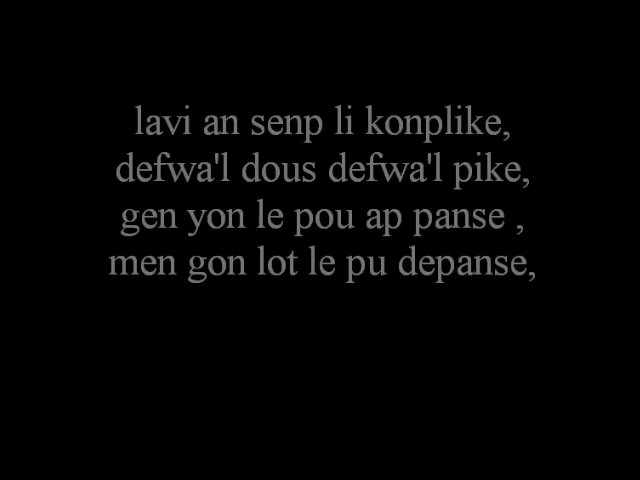 lavi an senp li konplike,
defwa'l dous defwa'l pike,
gen yon le pou ap panse ,
men gon lot le pu depanse,